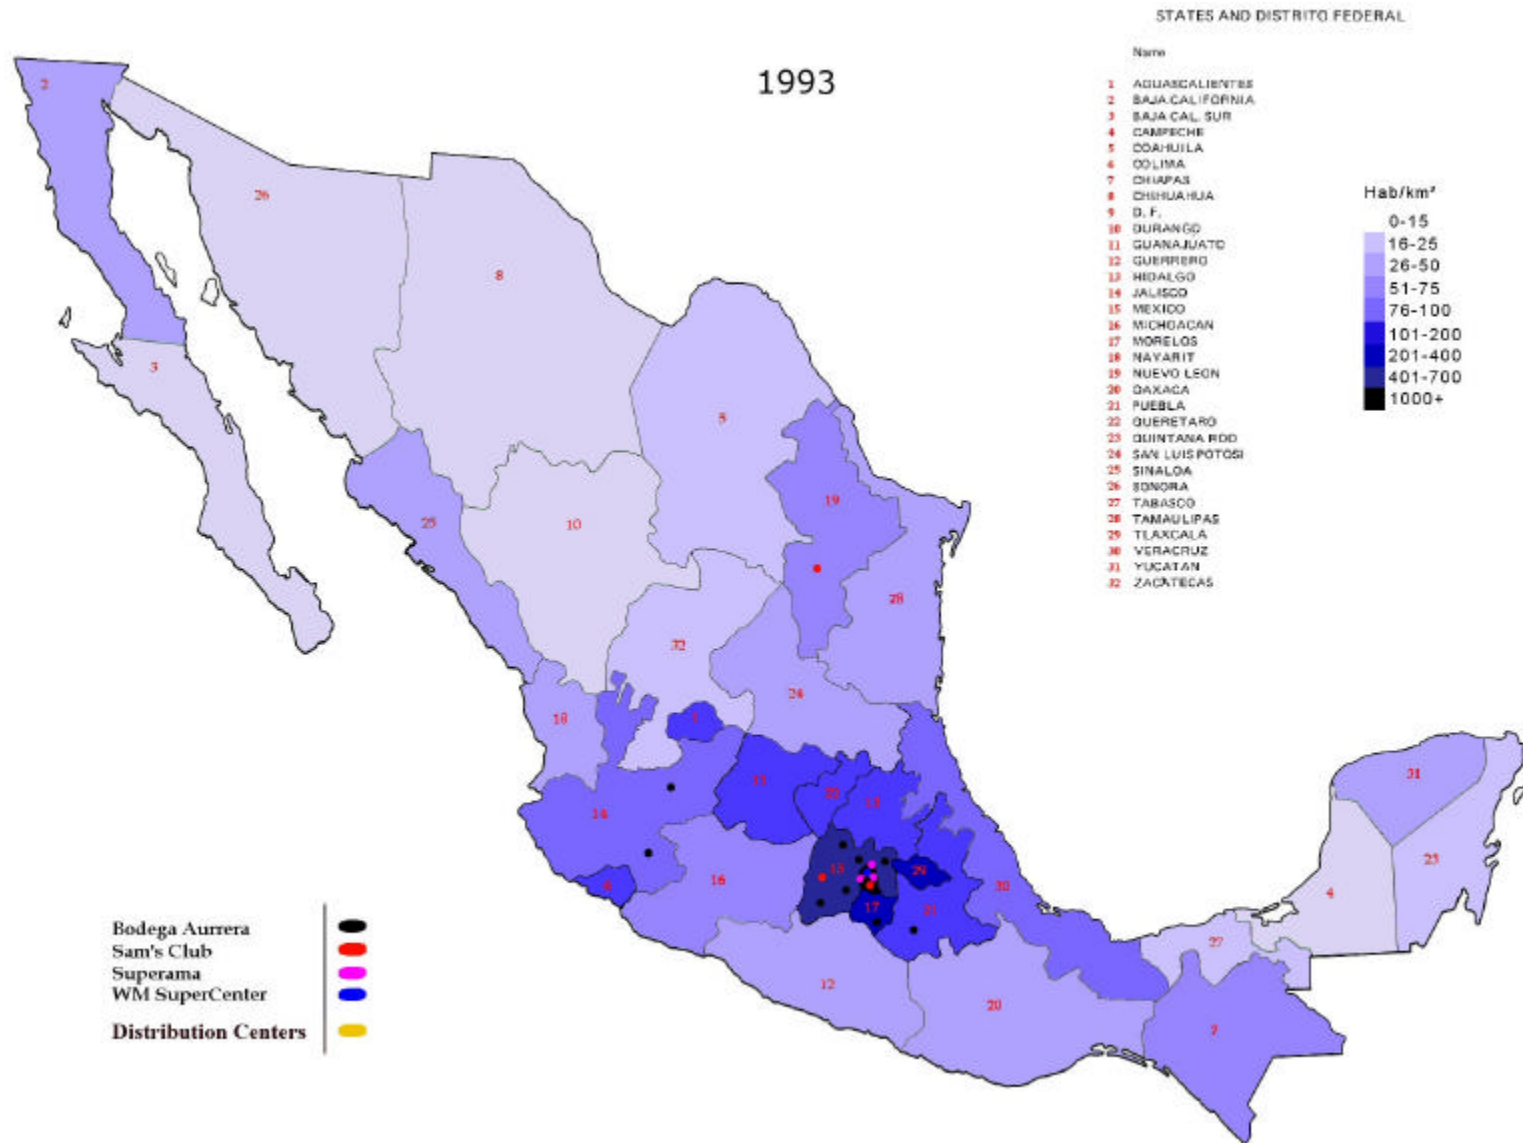 STATES AND DISTRITO FEDERAL
Name
1993
1 AGUASCALIENTES
2 BAJA CALIFORNIA
3 BAJA CAL. SUR
4 CAMPECHE
5 COAHUILA
6 COLIMA
7 CHIAPAS
8 CHIHUAHUA
9 D. F.
10 DURANGO
11 GUANAJUATO
12 GUERRERO
13 HIDALGO
14 JALISCO
15 MEXICO
16 MICHOACAN
17 MORELOS
18 NAYARIT
19 NUEVO LEON
20 OAXACA
21 PUEBLA
22 QUERETARO
23 QUINTANA ROO
24 SAN LUIS POTOSI
25 SINALOA
26 SONORA
27 TABASCO
28 TAMAULIPAS
29 TLAXCALA
30 VERACRUZ
31 YUCATAN
32 ZACATECAS
Hab/km²
0-15
16-25
26-50
51-75
76-100
101-200
201-400
401-700
1000+
2
26
8
3
5
19
25
10
28
32
24
18
1
11
22
13
31
14
23
15
29
6
16
30
4
17
21
27
12
20
7
Bodega Aurrera
Sam's Club
Superama
WM SuperCenter
Distribution Centers